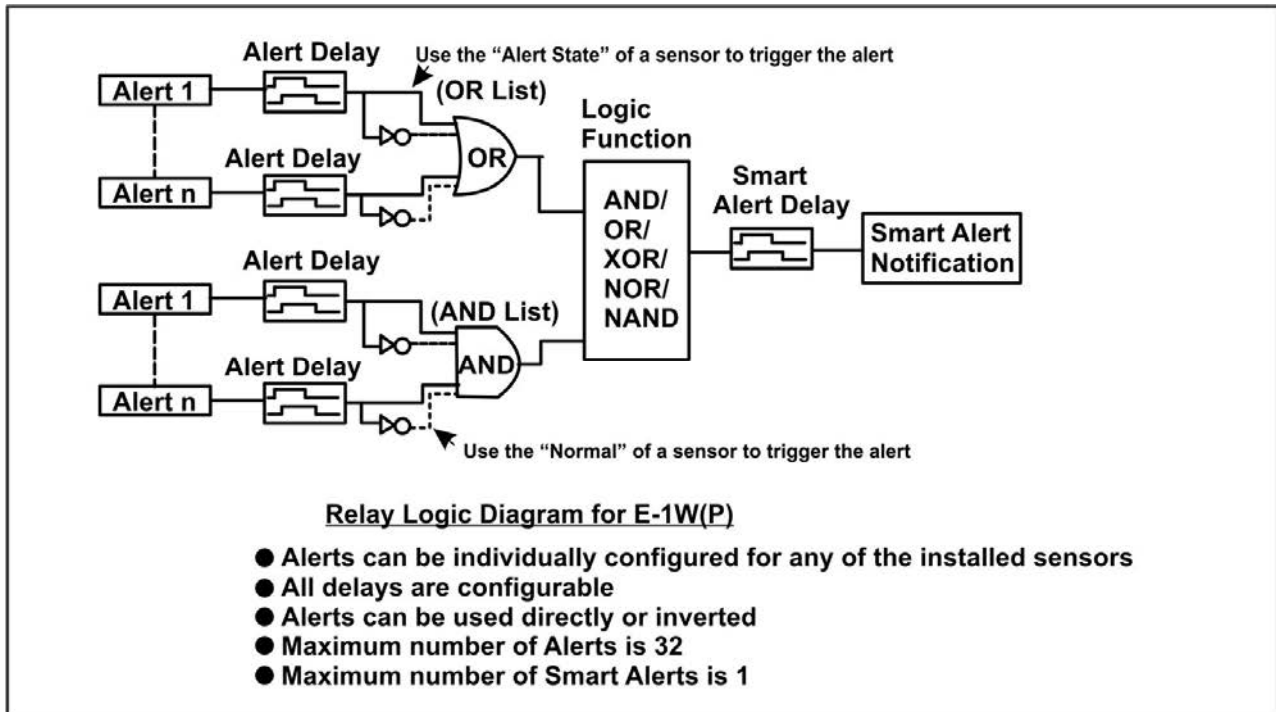 Alert Delay
Use the “Alert State” of a sensor to trigger the alert
Alert 1
(OR List)
Alert Delay
OR
Alert n
Logic
Function
AND/
OR/
XOR/
NOR/
NAND
Smart
Alert Delay
Smart Alert
Notification
Alert Delay
Alert 1
(AND List)
Alert Delay
AND
Alert n
Use the “Normal” of a sensor to trigger the alert
Relay Logic Diagram for E-1W(P)
● Alerts can be individually configured for any of the installed sensors
● All delays are configurable
● Alerts can be used directly or inverted
● Maximum number of Alerts is 32
● Maximum number of Smart Alerts is 1